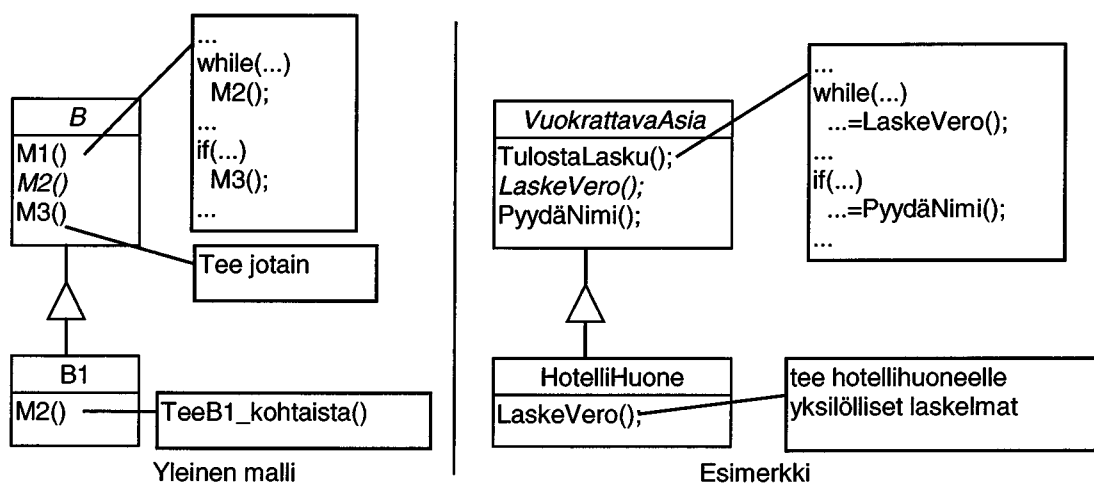 ...
while(...)
M2();
...
if(...)
M3();
...
B
M1()
M2()
M3()
Tee jotain
B1
M2()
TeeB1_kohtaista()
Yleinen malli
...
while(...)
...=LaskeVero();
...
if(...)
...=PyydäNimi();
...
VuokrattavaAsia
TulostaLasku();
LaskeVero();
PyydäNimi();
HotelliHuone
LaskeVero();
tee hotellihuoneelle
yksilölliset laskelmat
Esimerkki